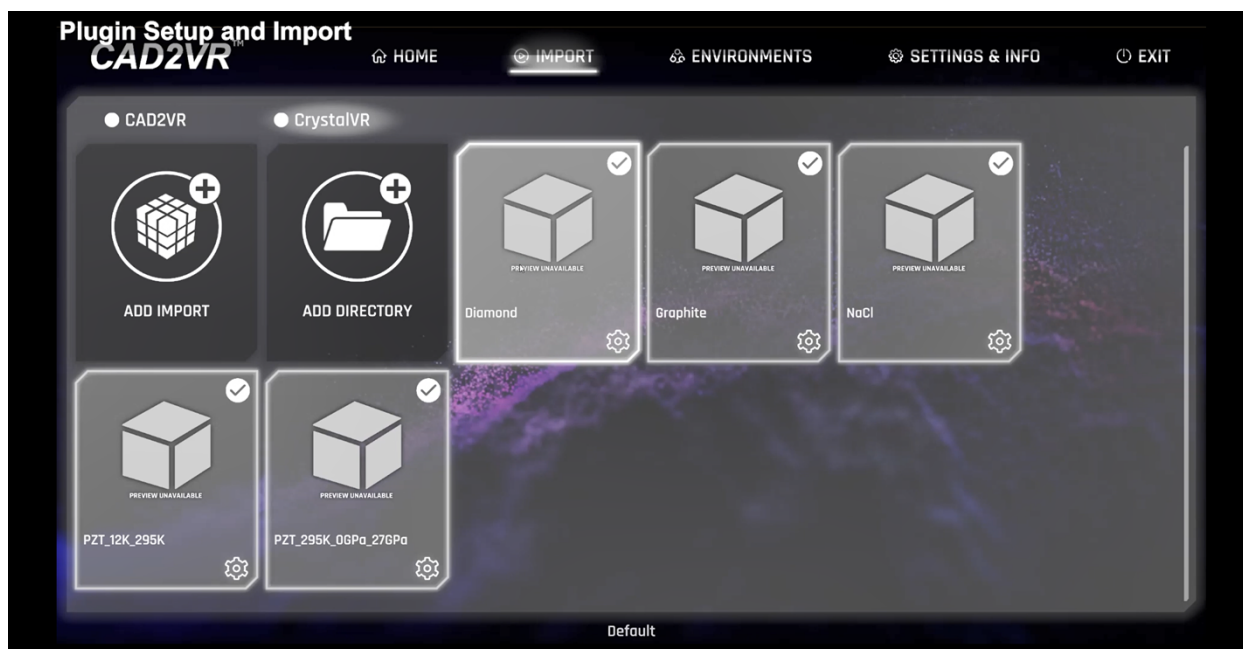 Plugin Setup and Import
CAD2VR™
HOME
IMPORT
ENVIRONMENTS
SETTINGS & INFO
EXIT
CAD2VR
CrystalVR
ADD IMPORT
ADD DIRECTORY
PREVIEW UNAVAILABLE
Diamond
PREVIEW UNAVAILABLE
Graphite
PREVIEW UNAVAILABLE
NaCl
PREVIEW UNAVAILABLE
PZT_12K_295K
PREVIEW UNAVAILABLE
PZT_295K_0GPa_27GPa
Default